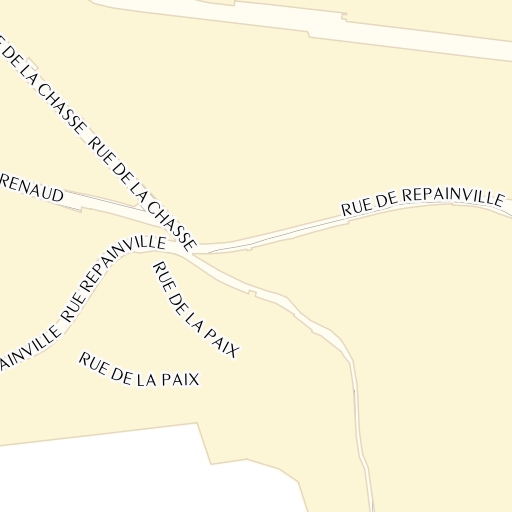 DE LA CHASSE
RUE DE LA CHASSE
RENAUD
RUE DE REPAINVILLE
RUE REPAINVILLE
AINVILLE
RUE DE LA PAIX
RUE DE LA PAIX